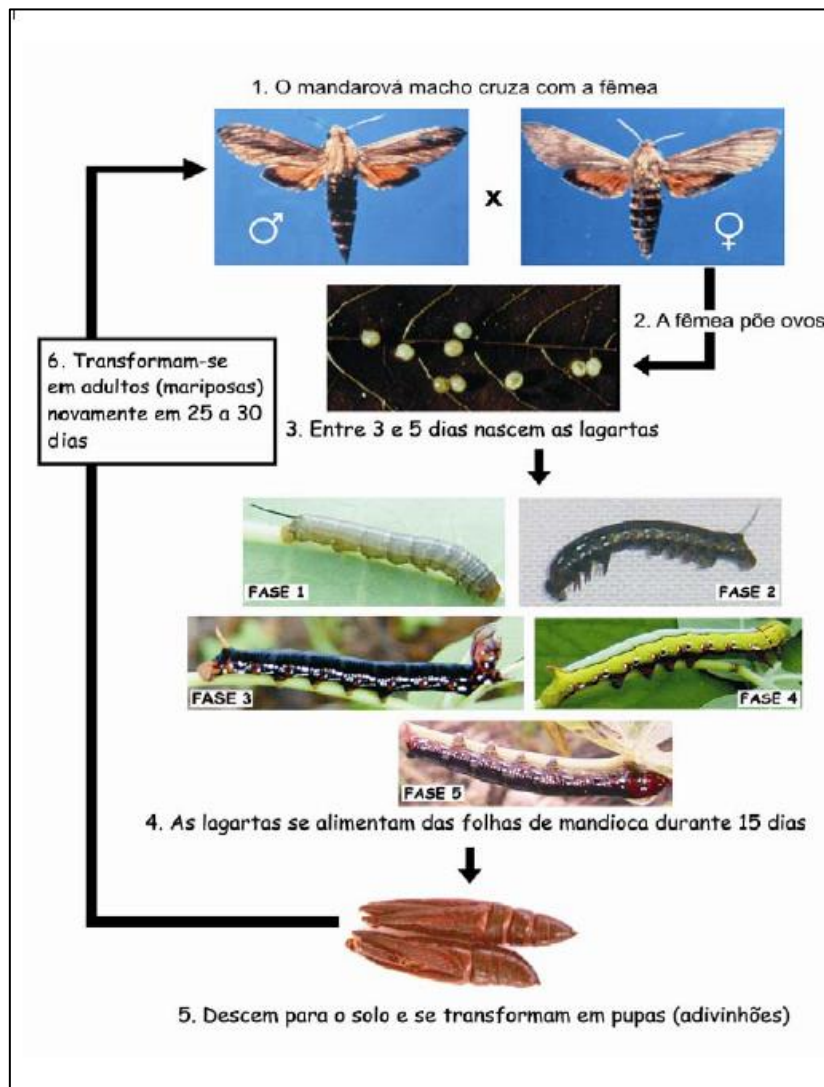 1. O mandarová macho cruza com a fêmea
♂
x
♀
2. A fêmea põe ovos
3. Entre 3 e 5 dias nascem as lagartas
6. Transformam-se
em adultos (mariposas)
novamente em 25 a 30
dias
FASE 1
FASE 2
FASE 3
FASE 4
FASE 5
4. As lagartas se alimentam das folhas de mandioca durante 15 dias
5. Descem para o solo e se transformam em pupas (adivinhões)